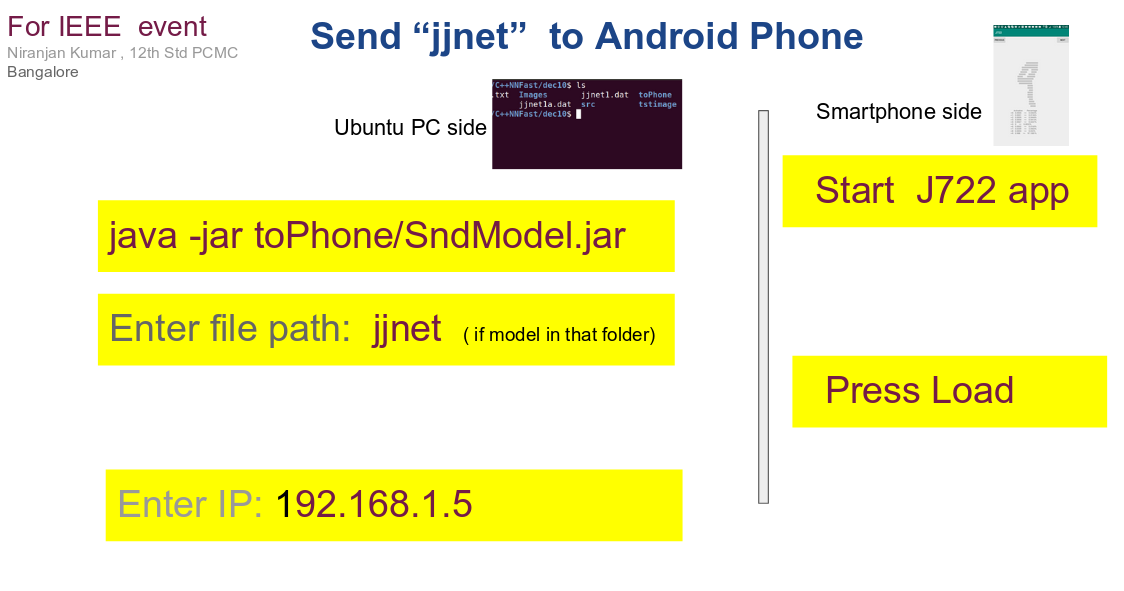 For IEEE  event
Niranjan Kumar , 12th Std PCMC
Bangalore
Send “jjnet”  to Android Phone
/C++NNFast/dec10$ ls
.txt  Images  jjnet1.dat  toPhone
jjnet1a.dat  src  tstimage
/C++NNFast/dec10$
Ubuntu PC side
Smartphone side
Start  J722 app
java -jar toPhone/SndModel.jar
Enter file path:  jjnet  ( if model in that folder)
Press Load
Enter IP: 192.168.1.5